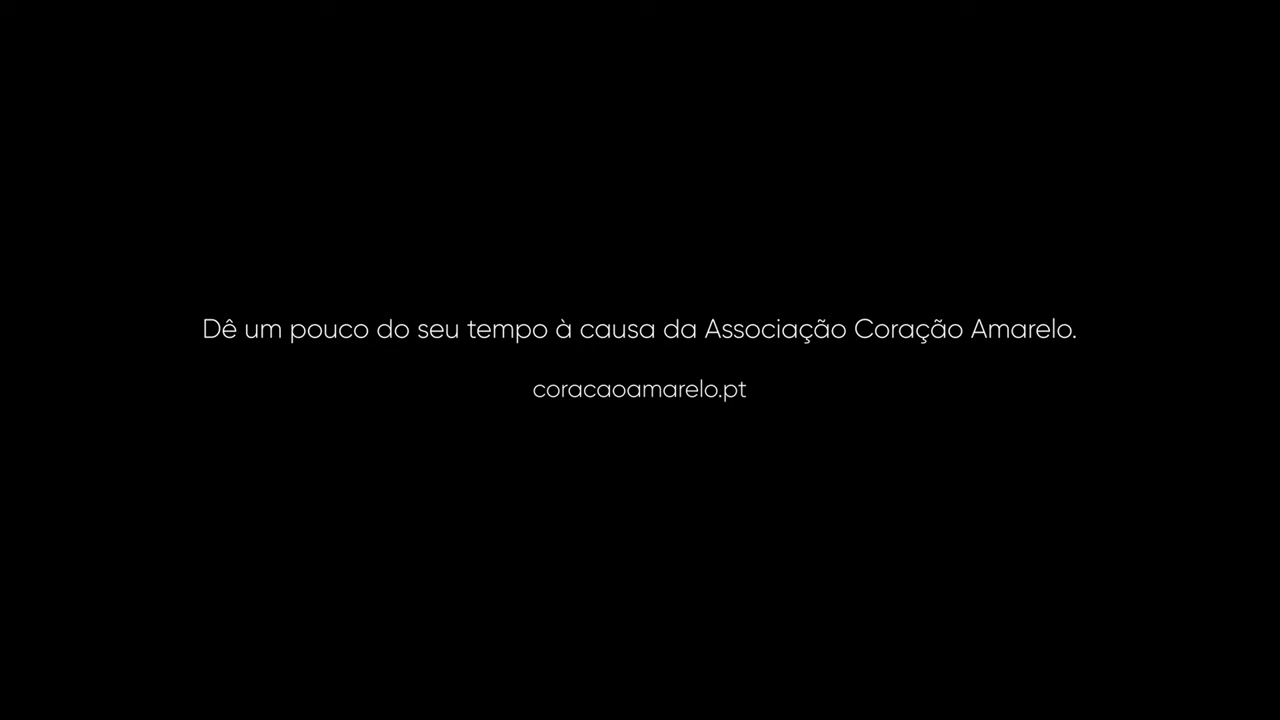 Dê um pouco do seu tempo à causa da Associação Coração Amarelo.
coracaoamarelo.pt